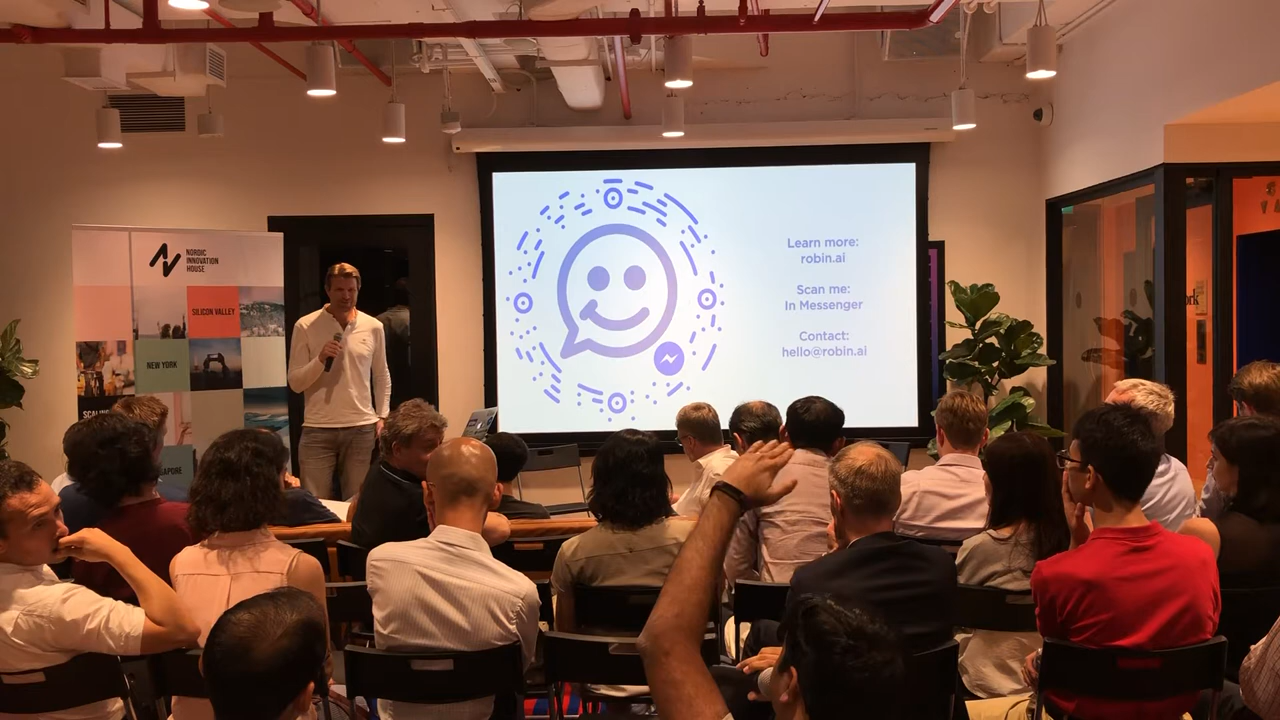 NORDIC
INNOVATION
HOUSE
SILICON VALLEY
NEW YORK
Learn more:
robin.ai
Scan me:
In Messenger
Contact:
hello@robin.ai